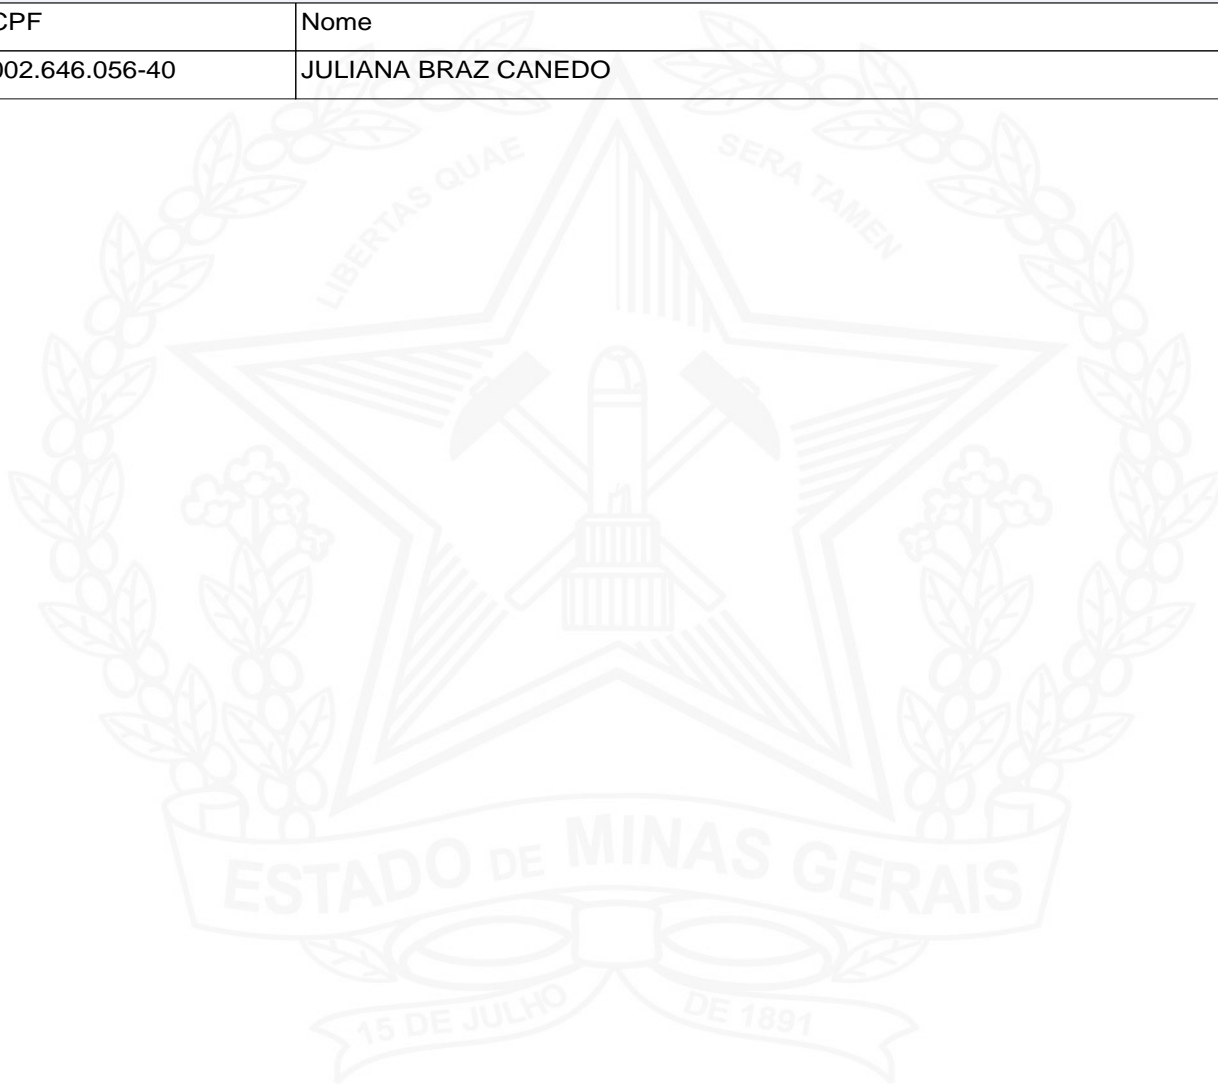 CPF Nome
002.646.056-40 JULIANA BRAZ CANEDO
LIBERTAS QUAE SERA TAMEN
ESTADO DE MINAS GERAIS
15 DE JULHO DE 1891